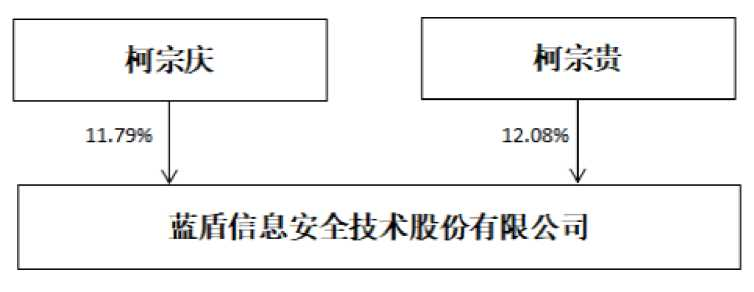 柯宗庆
柯宗贵
11.79%
12.08%
蓝盾信息安全技术股份有限公司